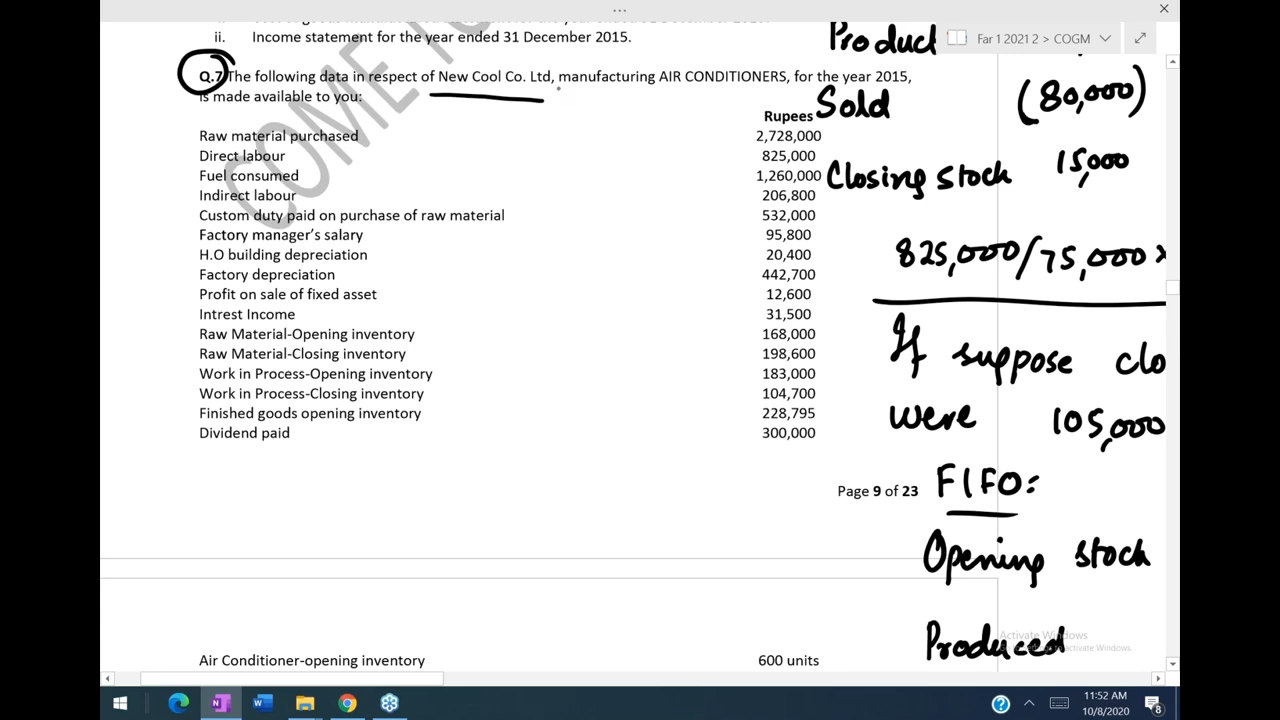 Far 1 2021 2 > COGM
ii. Income statement for the year ended 31 December 2015.
Q.7 The following data in respect of New Cool Co. Ltd, manufacturing AIR CONDITIONERS, for the year 2015,
is made available to you:
Rupees
Raw material purchased 2,728,000
Direct labour 825,000
Fuel consumed 1,260,000
Indirect labour 206,800
Custom duty paid on purchase of raw material 532,000
Factory manager's salary 95,800
H.O building depreciation 20,400
Factory depreciation 442,700
Profit on sale of fixed asset 12,600
Intrest Income 31,500
Raw Material-Opening inventory 168,000
Raw Material-Closing inventory 198,600
Work in Process-Opening inventory 183,000
Work in Process-Closing inventory 104,700
Finished goods opening inventory 228,795
Dividend paid 300,000
Page 9 of 23
Air Conditioner-opening inventory 600 units
COME TO
Product
Sold (80,000)
Closing stock 15,000
825,000/75,000 ×
If suppose clo
were 105,000
FIFO:
Opening stock
Produced
Activate Windows
11:52 AM
10/8/2020
8